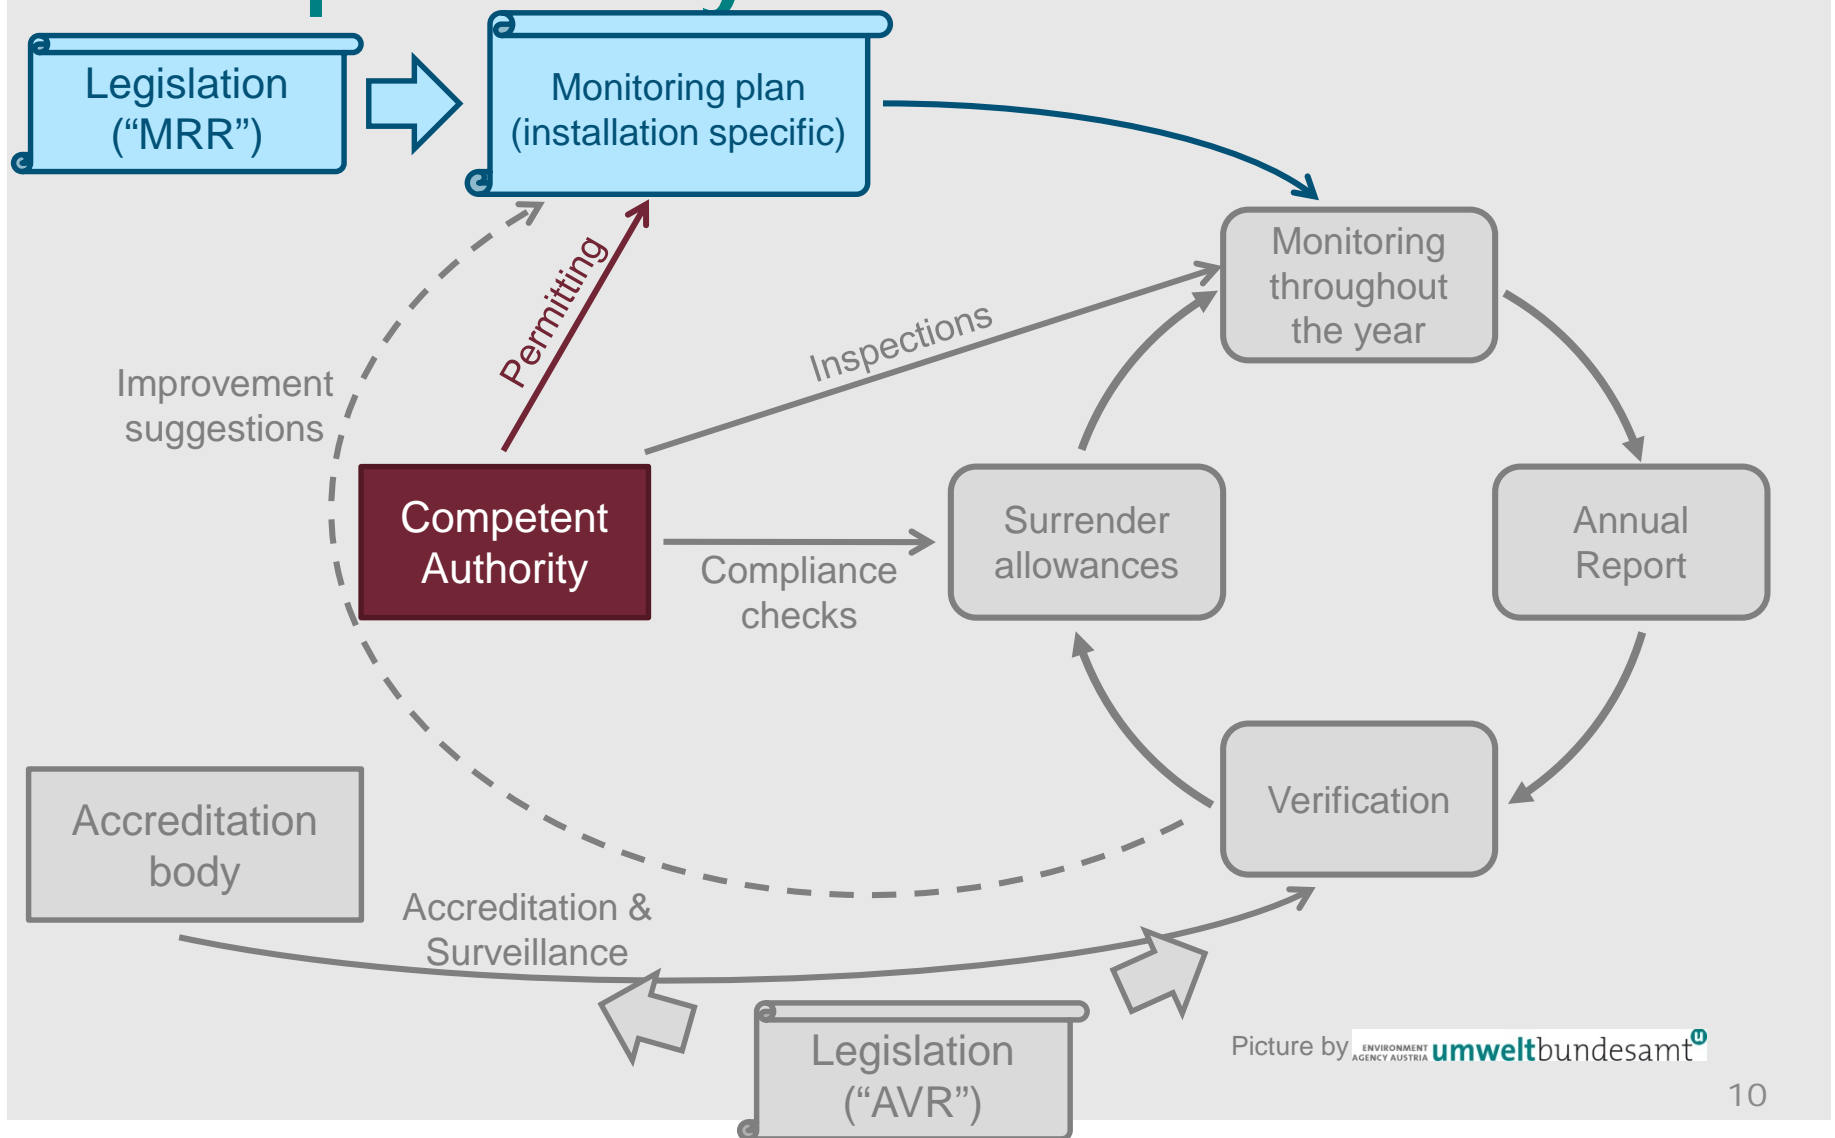 Legislation
(“MRR”)
Monitoring plan
(installation specific)
Permitting
Inspections
Monitoring
throughout
the year
Improvement
suggestions
Competent
Authority
Compliance
checks
Surrender
allowances
Annual
Report
Verification
Accreditation
body
Accreditation &
Surveillance
Legislation
(“AVR”)
Picture by
ENVIRONMENT
AGENCY AUSTRIA
umweltbundesamt
u
10